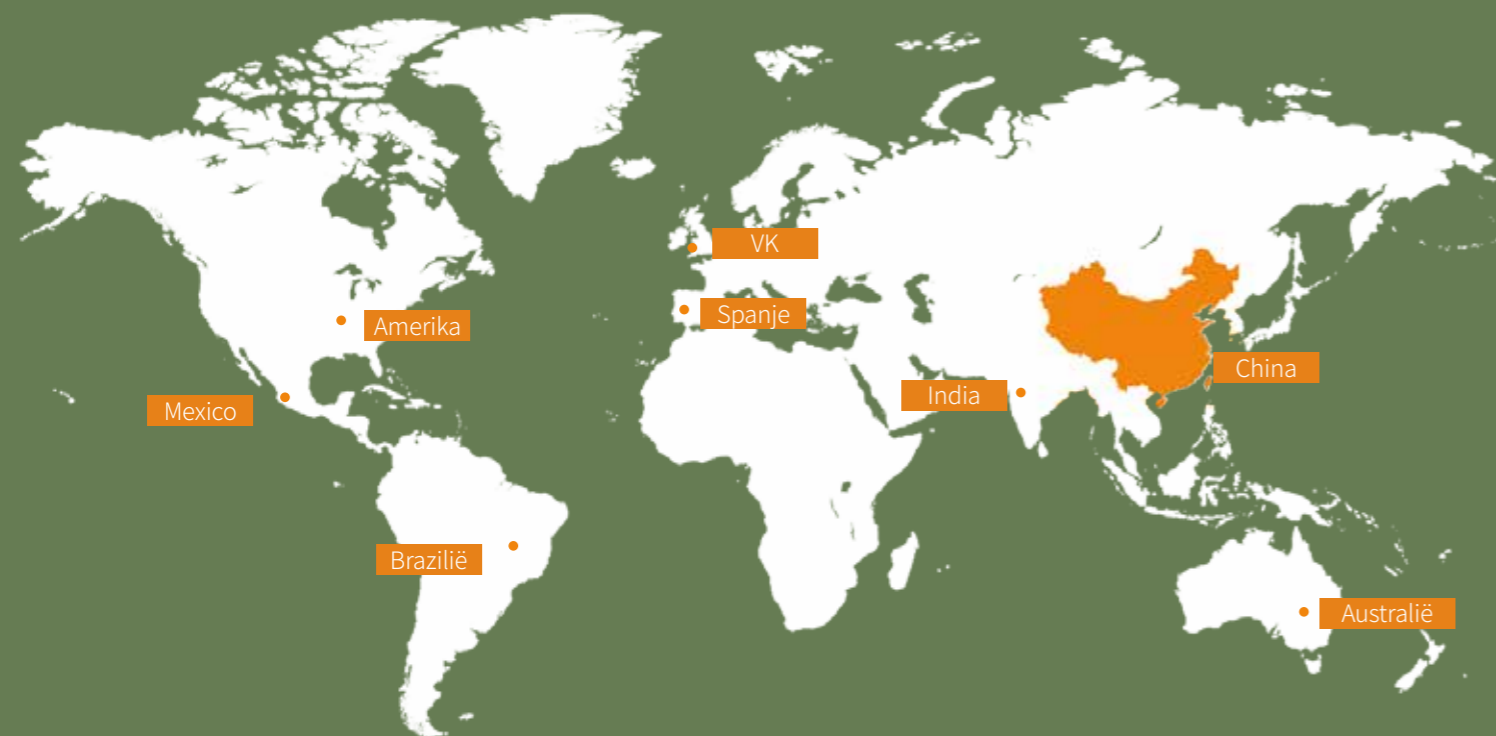 VK
Spanje
Amerika
China
India
Mexico
Brazilië
Australië